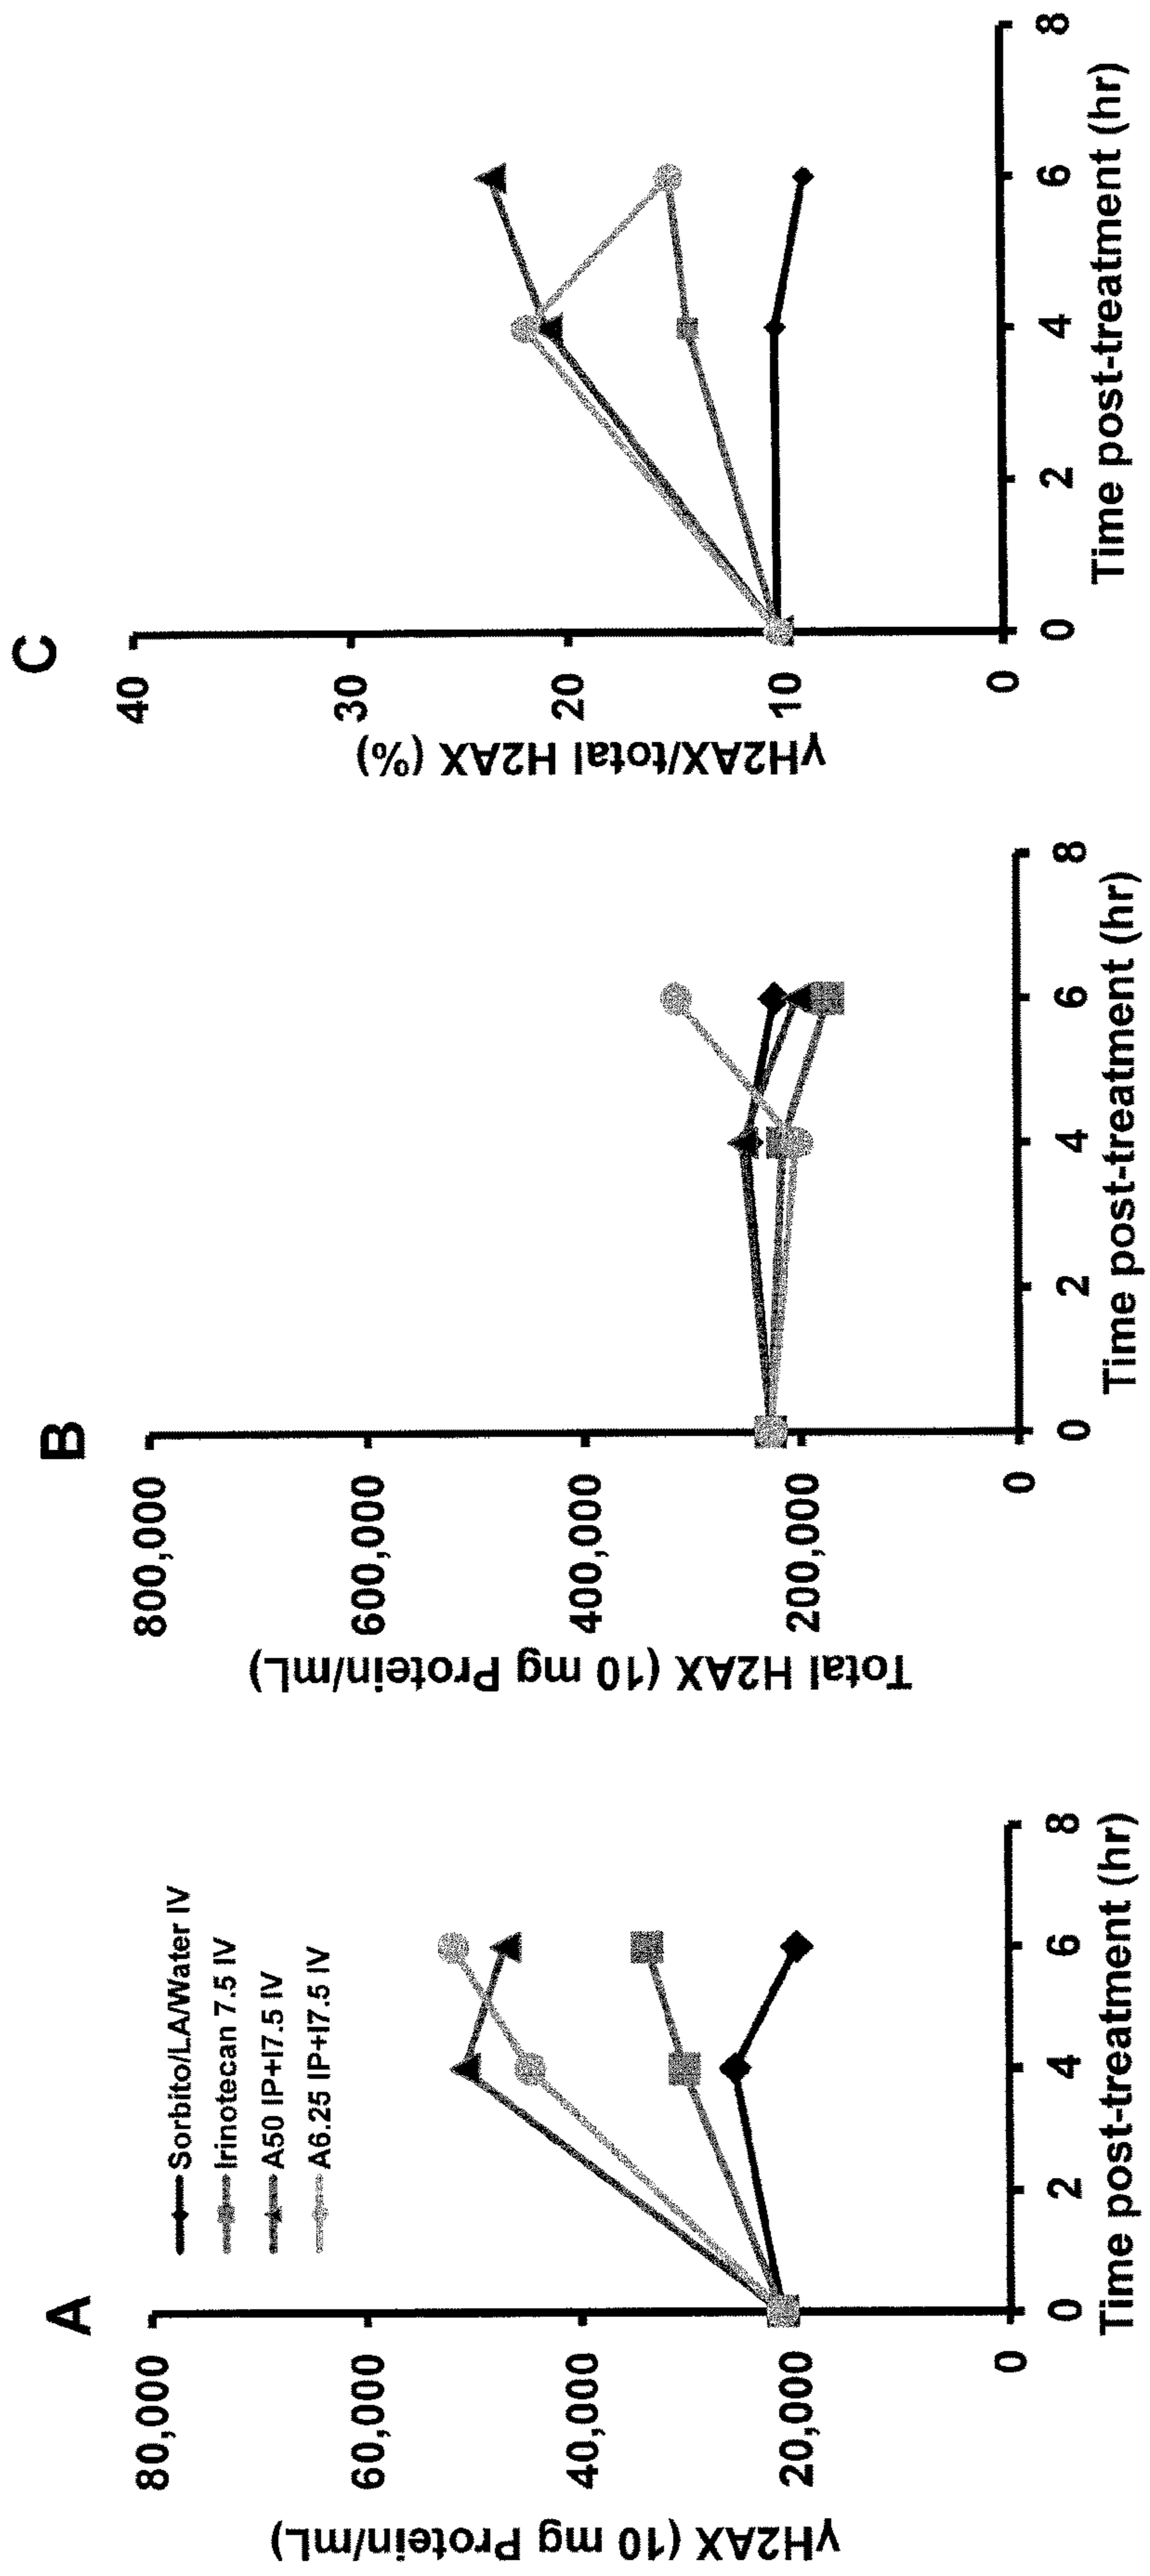 A
γH2AX (10 mg Protein/mL)
80,000
60,000
40,000
20,000
0
Sorbito/LA/Water IV
Irinotecan 7.5 IV
A50 IP+I7.5 IV
A6.25 IP+I7.5 IV
0 2 4 6 8
Time post-treatment (hr)
B
Total H2AX (10 mg Protein/mL)
800,000
600,000
400,000
200,000
0
0 2 4 6 8
Time post-treatment (hr)
C
γH2AX/total H2AX (%)
40
30
20
10
0
0 2 4 6 8
Time post-treatment (hr)